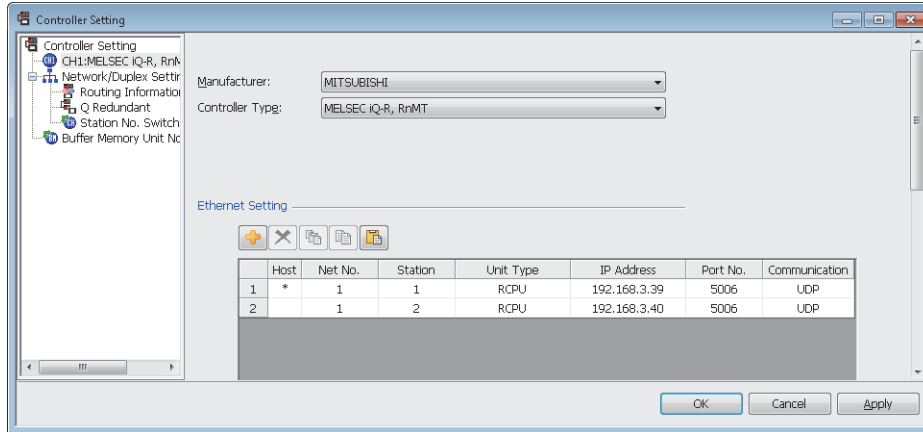 Controller Setting
Controller Setting
CH1:MELSEC iQ-R, RnM
Network/Duplex Settin
Routing Information
Q Redundant
Station No. Switch
Buffer Memory Unit No
Manufacturer:
MITSUBISHI
Controller Type:
MELSEC iQ-R, RnMT
Ethernet Setting
Host Net No. Station Unit Type IP Address Port No. Communication
1 * 1 1 RCPU 192.168.3.39 5006 UDP
2 1 2 RCPU 192.168.3.40 5006 UDP
OK Cancel Apply